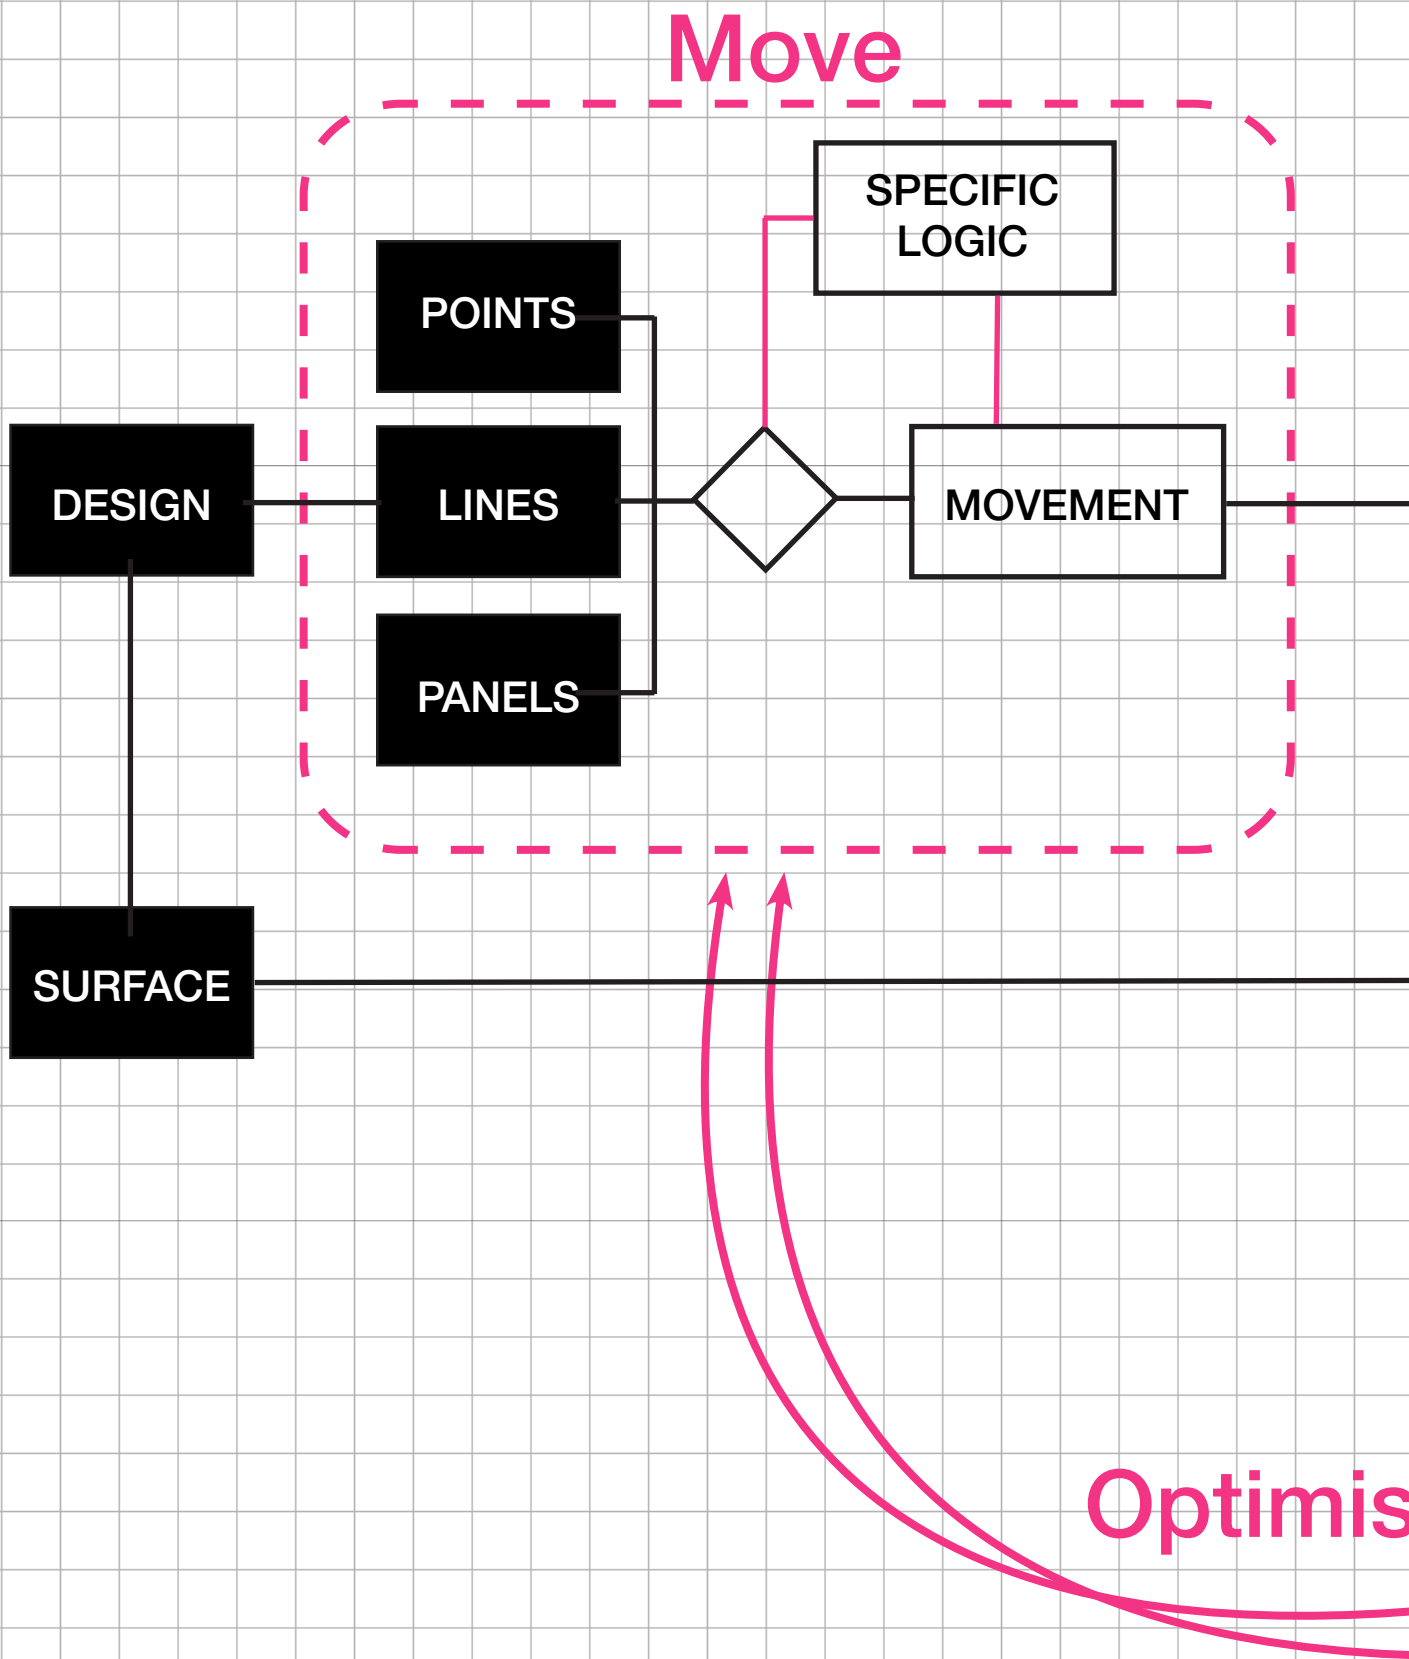 Move
SPECIFIC
LOGIC
POINTS
DESIGN
LINES
MOVEMENT
PANELS
SURFACE
Optimis